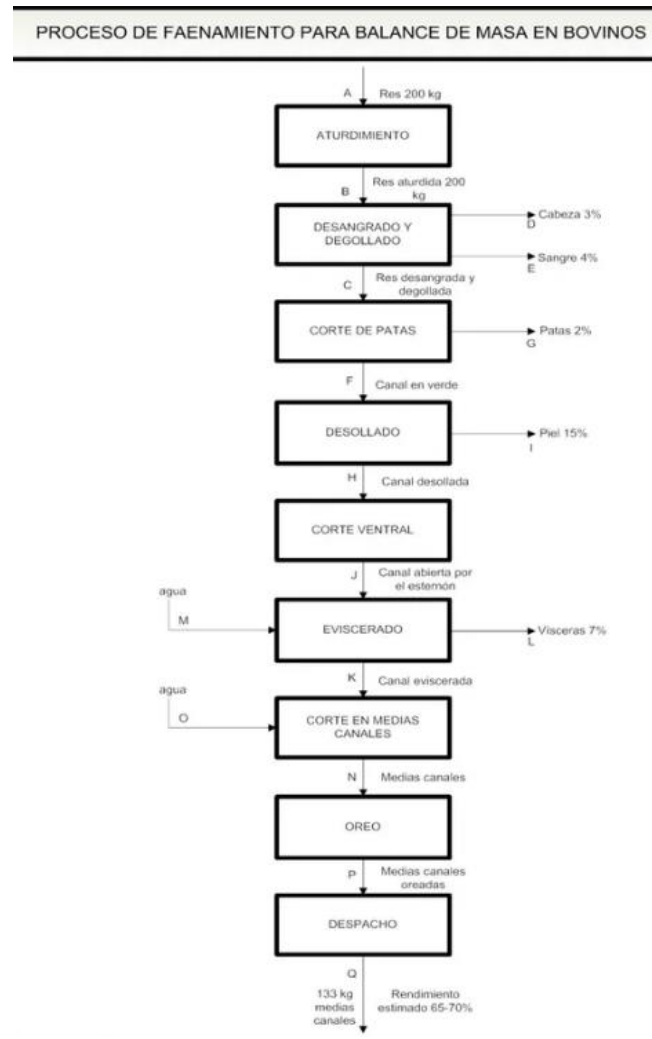 PROCESO DE FAENAMIENTO PARA BALANCE DE MASA EN BOVINOS
A
Res 200 kg
ATURDIMIENTO
B
Res aturdida 200
kg
DESANGRADO Y
DEGOLLADO
Cabeza 3%
D
Sangre 4%
E
C
Res desangrada y
degollada
CORTE DE PATAS
Patas 2%
G
F
Canal en verde
DESOLLADO
Piel 15%
I
H
Canal desollada
CORTE VENTRAL
J
Canal abierta por
el esternón
agua
M
EVISCERADO
Vísceras 7%
L
K
Canal eviscerada
agua
O
CORTE EN MEDIAS
CANALES
N
Medias canales
OREO
P
Medias canales
oreadas
DESPACHO
Q
133 kg
medias
canales
Rendimiento
estimado 65-70%